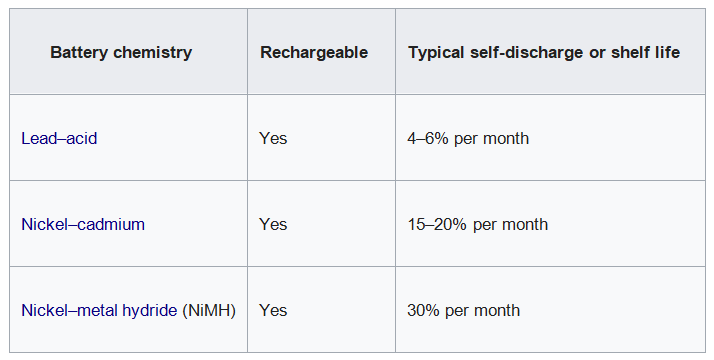 Battery chemistry Rechargeable Typical self-discharge or shelf life
Lead–acid Yes 4–6% per month
Nickel–cadmium Yes 15–20% per month
Nickel–metal hydride (NiMH) Yes 30% per month